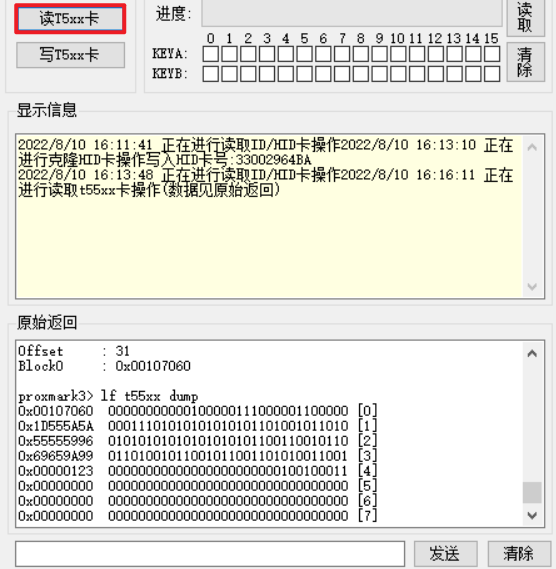 读T5xx卡
进度:
读取
写T5xx卡
0 1 2 3 4 5 6 7 8 9 10 11 12 13 14 15
KEYA:
KEYB:
清除
显示信息
2022/8/10 16:11:41 正在进行读取ID/HID卡操作2022/8/10 16:13:10 正在
进行克隆HID卡操作写入HID卡号:33002964BA
2022/8/10 16:13:48 正在进行读取ID/HID卡操作2022/8/10 16:16:11 正在
进行读取t55xx卡操作(数据见原始返回)
原始返回
Offset : 31
Block0 : 0x00107060
proxmark3> lf t55xx dump
0x00107060 00000000000100000111000001100000 [0]
0x1D555A5A 00011101010101010101101001011010 [1]
0x55555996 01010101010101010101100110010110 [2]
0x69659A99 01101001011001011001101010011001 [3]
0x00000123 00000000000000000000000100100011 [4]
0x00000000 00000000000000000000000000000000 [5]
0x00000000 00000000000000000000000000000000 [6]
0x00000000 00000000000000000000000000000000 [7]
发送
清除